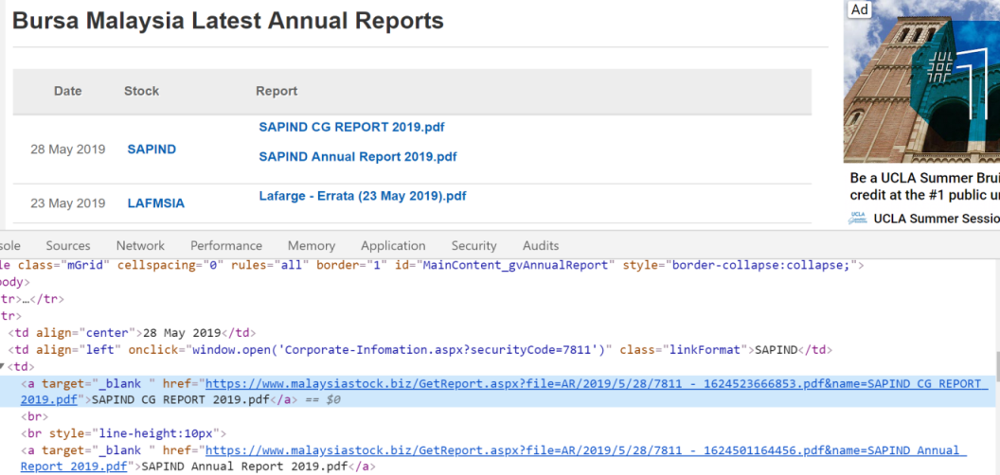 Bursa Malaysia Latest Annual Reports
Ad
Date Stock Report
SAPIND CG REPORT 2019.pdf
28 May 2019 SAPIND
SAPIND Annual Report 2019.pdf
23 May 2019 LAFMSIA Lafarge - Errata (23 May 2019).pdf
Be a UCLA Summer Brui
credit at the #1 public u
UCLA Summer Sessio
sole Sources Network Performance Memory Application Security Audits
le class="mGrid" cellspacing="0" rules="all" border="1" id="MainContent_gvAnnualReport" style="border-collapse:collapse;">
body>
tr>…</tr>
tr>
<td align="center">28 May 2019</td>
<td align="left" onclick="window.open('Corporate-Infomation.aspx?securityCode=7811')" class="linkFormat">SAPIND</td>
▼<td>
<a target="_blank " href="https://www.malaysiastock.biz/GetReport.aspx?file=AR/2019/5/28/7811 - 1624523666853.pdf&name=SAPIND CG REPORT
2019.pdf">SAPIND CG REPORT 2019.pdf</a> == $0
<br>
<br style="line-height:10px">
<a target="_blank " href="https://www.malaysiastock.biz/GetReport.aspx?file=AR/2019/5/28/7811 - 1624501164456.pdf&name=SAPIND Annual
Report 2019.pdf">SAPIND Annual Report 2019.pdf</a>